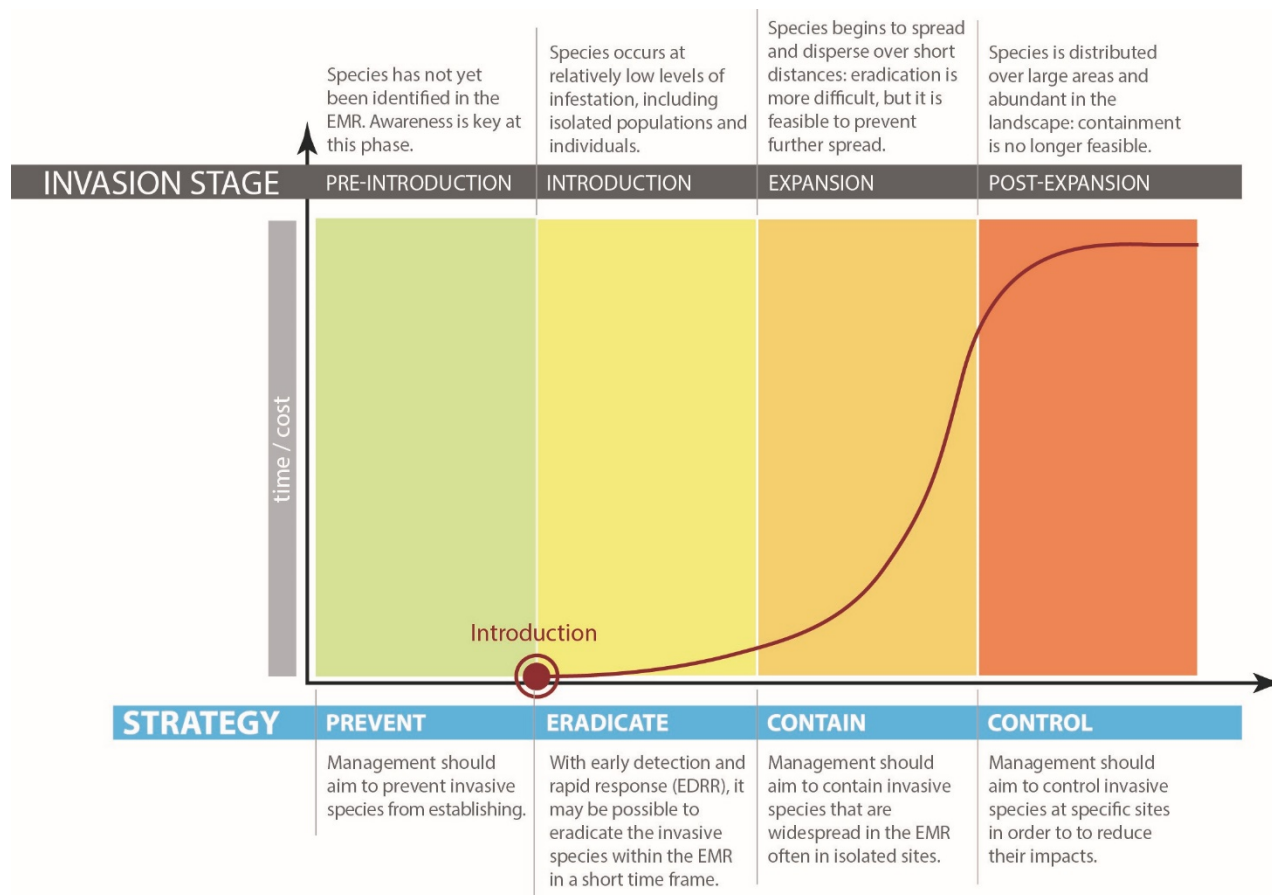 Species has not yet
been identified in the
EMR. Awareness is key at
this phase.
Species occurs at
relatively low levels of
infestation, including
isolated populations and
individuals.
Species begins to spread
and disperse over short
distances: eradication is
more difficult, but it is
feasible to prevent
further spread.
Species is distributed
over large areas and
abundant in the
landscape: containment
is no longer feasible.
INVASION STAGE
PRE-INTRODUCTION
INTRODUCTION
EXPANSION
POST-EXPANSION
time / cost
Introduction
STRATEGY
PREVENT
ERADICATE
CONTAIN
CONTROL
Management should
aim to prevent invasive
species from establishing.
With early detection and
rapid response (EDRR), it
may be possible to
eradicate the invasive
species within the EMR
in a short time frame.
Management should
aim to contain invasive
species that are
widespread in the EMR
often in isolated sites.
Management should
aim to control invasive
species at specific sites
in order to to reduce
their impacts.